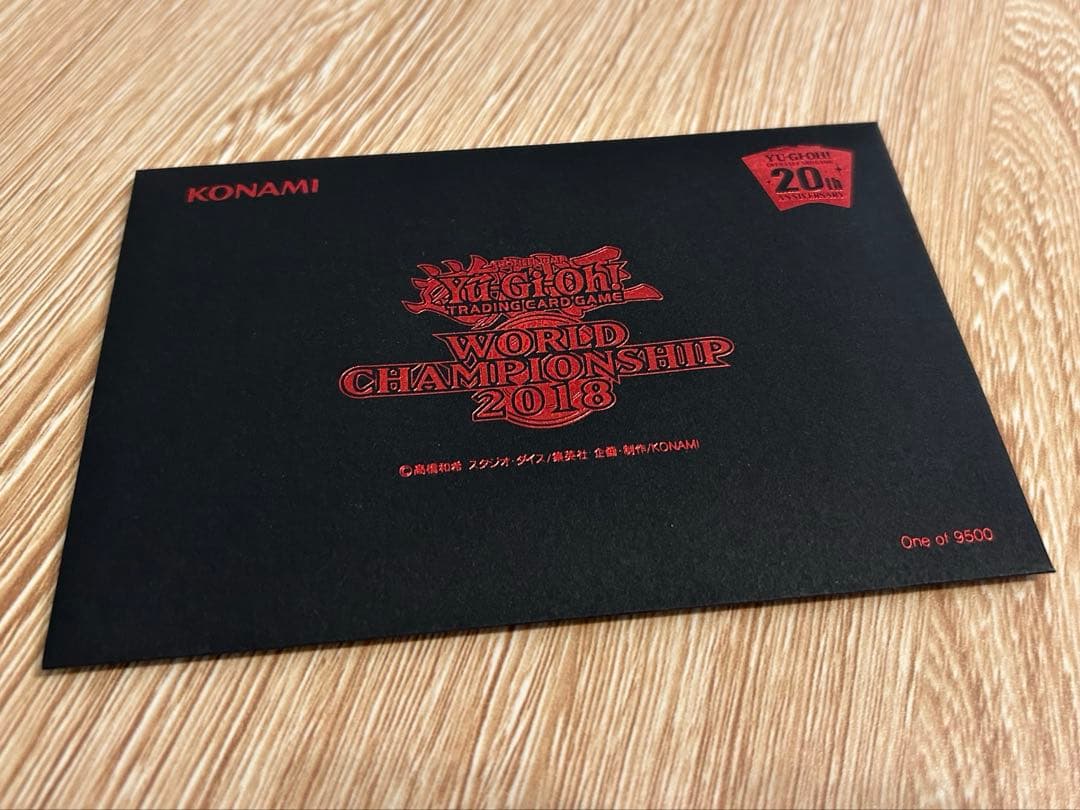 KONAMI
YU-GI-OH!
20th
ANNIVERSARY
Yu-Gi-Oh!
TRADING CARD GAME
WORLD
CHAMPIONSHIP
2018
©高橋和希 スタジオ・ダイス/集英社 企画・制作/KONAMI
One of 9500